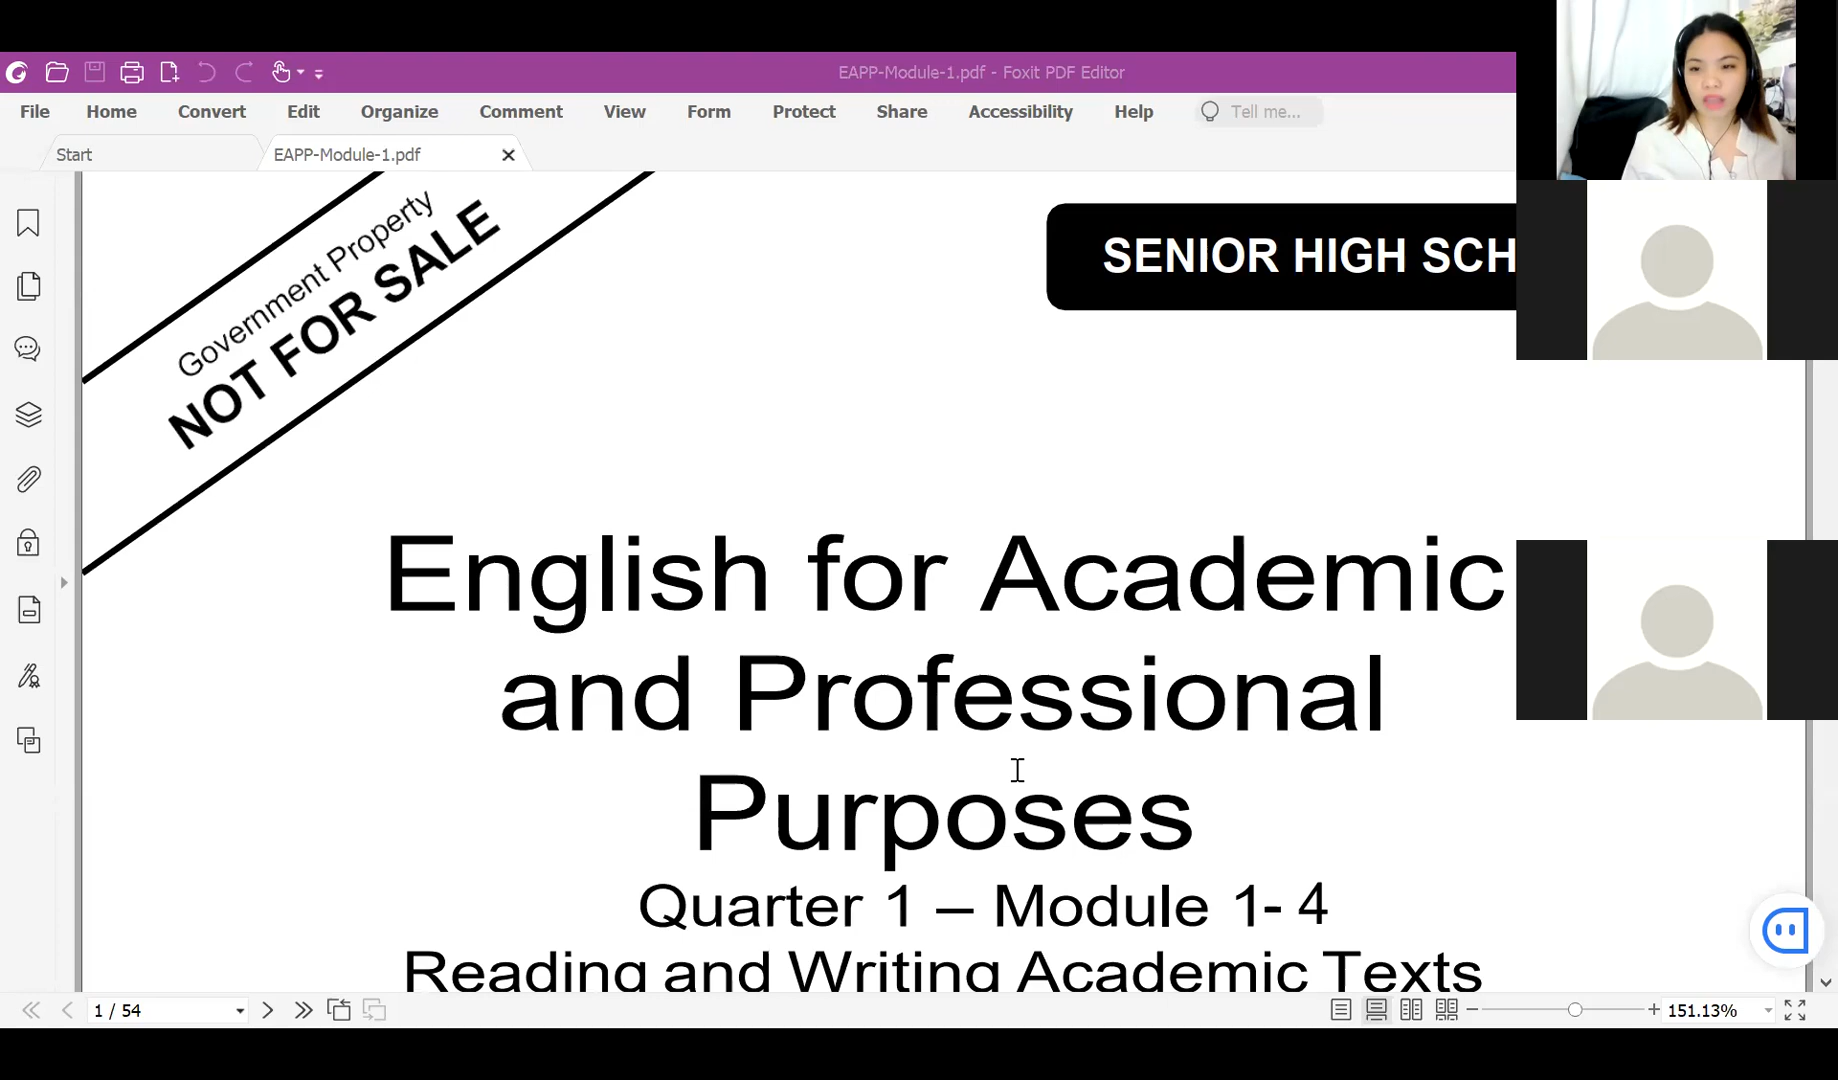 EAPP-Module-1.pdf - Foxit PDF Editor
File Home Convert Edit Organize Comment View Form Protect Share Accessibility Help Tell me...
Start EAPP-Module-1.pdf
Government Property
NOT FOR SALE
SENIOR HIGH SCH
English for Academic
and Professional
Purposes
Quarter 1 – Module 1- 4
Reading and Writing Academic Texts
1 / 54 151.13%